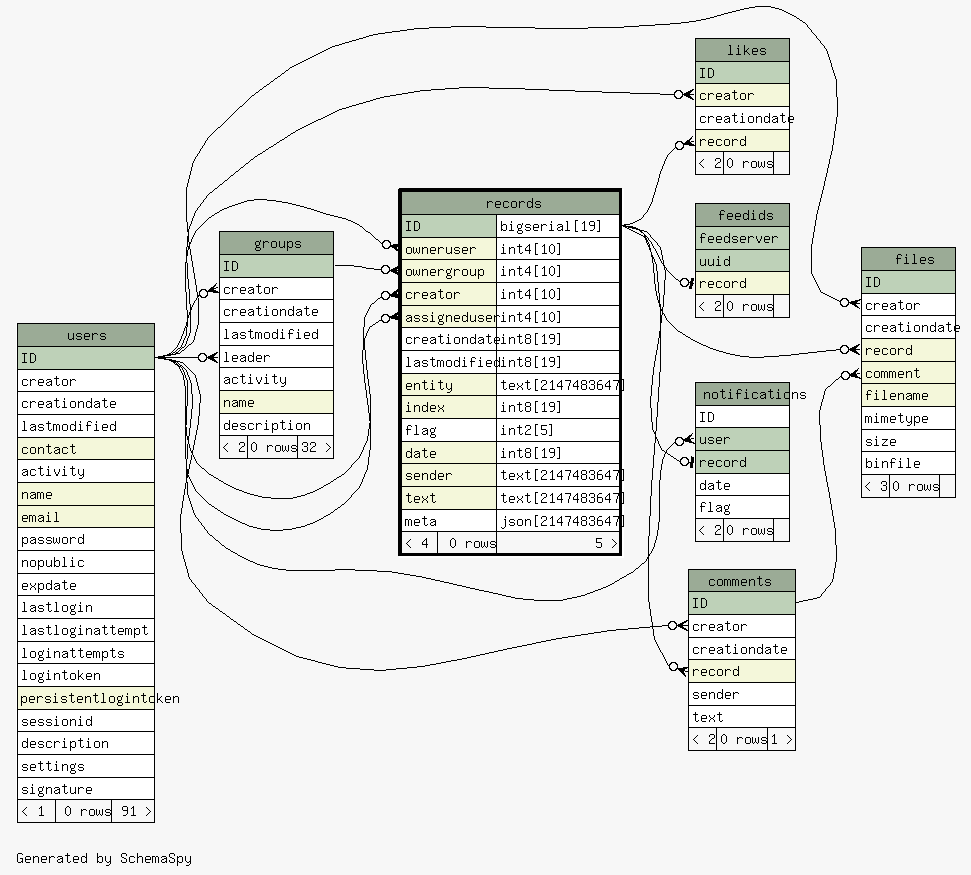 users
ID
creator
creationdate
lastmodified
contact
activity
name
email
password
nopublic
expdate
lastlogin
lastloginattempt
loginattempts
logintoken
persistentlogintoken
sessionid
description
settings
signature
< 1 0 rows 91 >
groups
ID
creator
creationdate
lastmodified
leader
activity
name
description
< 2 0 rows 32 >
records
ID bigserial[19]
owneruser int4[10]
ownergroup int4[10]
creator int4[10]
assigneduser int4[10]
creationdate int8[19]
lastmodified int8[19]
entity text[2147483647]
index int8[19]
flag int2[5]
date int8[19]
sender text[2147483647]
text text[2147483647]
meta json[2147483647]
< 4 0 rows 5 >
likes
ID
creator
creationdate
record
< 2 0 rows
feedids
feedserver
uuid
record
< 2 0 rows
notifications
ID
user
record
date
flag
< 2 0 rows
comments
ID
creator
creationdate
record
sender
text
< 2 0 rows 1 >
files
ID
creator
creationdate
record
comment
filename
mimetype
size
binfile
< 3 0 rows
Generated by SchemaSpy